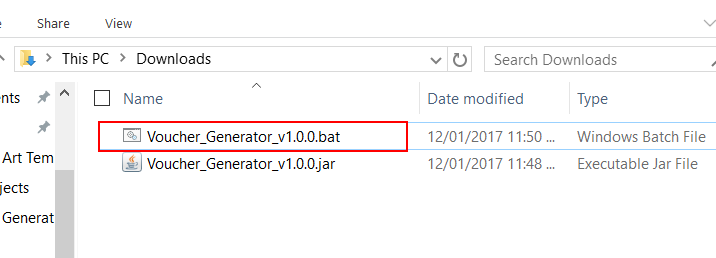 Share View
This PC Downloads Search Downloads
ents Name Date modified Type
Voucher_Generator_v1.0.0.bat 12/01/2017 11:50 ... Windows Batch File
Art Tem Voucher_Generator_v1.0.0.jar 12/01/2017 11:48 ... Executable Jar File
ojects
Generat